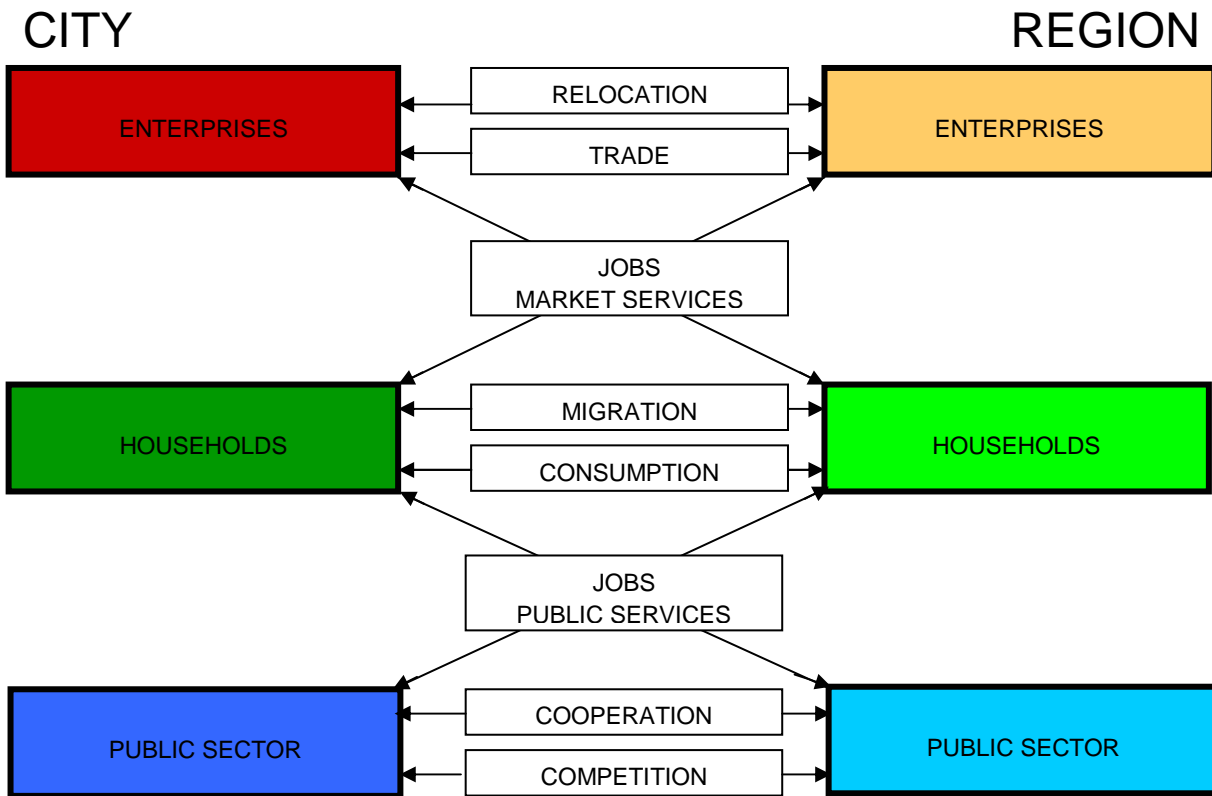 CITY
REGION
RELOCATION
ENTERPRISES
ENTERPRISES
TRADE
JOBS
MARKET SERVICES
MIGRATION
HOUSEHOLDS
HOUSEHOLDS
CONSUMPTION
JOBS
PUBLIC SERVICES
COOPERATION
PUBLIC SECTOR
PUBLIC SECTOR
COMPETITION